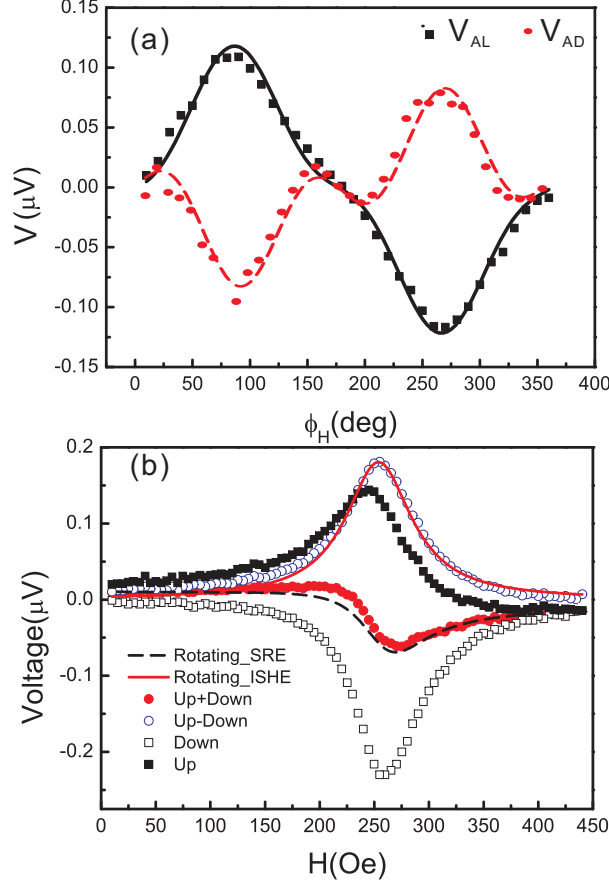 (a)
V_AL
V_AD
0.15
0.10
0.05
0.00
-0.05
-0.10
-0.15
V(μV)
0 50 100 150 200 250 300 350 400
ϕ_H(deg)
(b)
0.2
0.1
0.0
-0.1
-0.2
Voltage(μV)
Rotating_SRE
Rotating_ISHE
Up+Down
Up-Down
Down
Up
0 50 100 150 200 250 300 350 400 450
H(Oe)